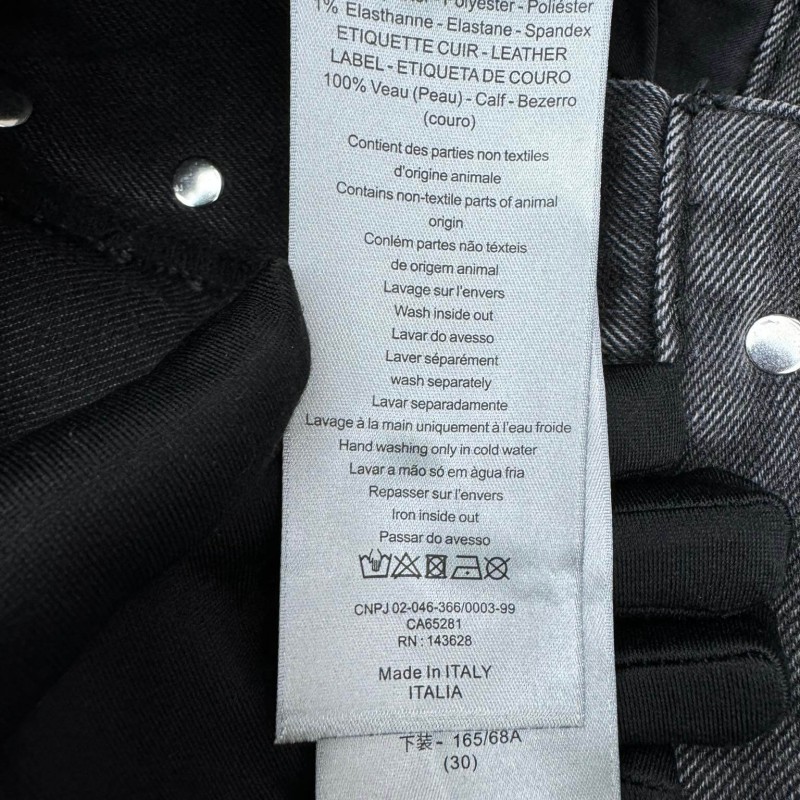 Polyester - Poliéster
1% Elasthanne - Elastane - Spandex
ETIQUETTE CUIR - LEATHER
LABEL - ETIQUETA DE COURO
100% Veau (Peau) - Calf - Bezerro
(couro)
Contient des parties non textiles
d'origine animale
Contains non-textile parts of animal
origin
Conlém partes não téxteis
de origem animal
Lavage sur l'envers
Wash inside out
Lavar do avesso
Laver séparément
wash separately
Lavar separadamente
Lavage à la main uniquement à l'eau froide
Hand washing only in cold water
Lavar a mão só em àgua fria
Repasser sur l'envers
Iron inside out
Passar do avesso
CNPJ 02-046-366/0003-99
CA65281
RN : 143628
Made In ITALY
ITALIA
下装- 165/68A
(30)